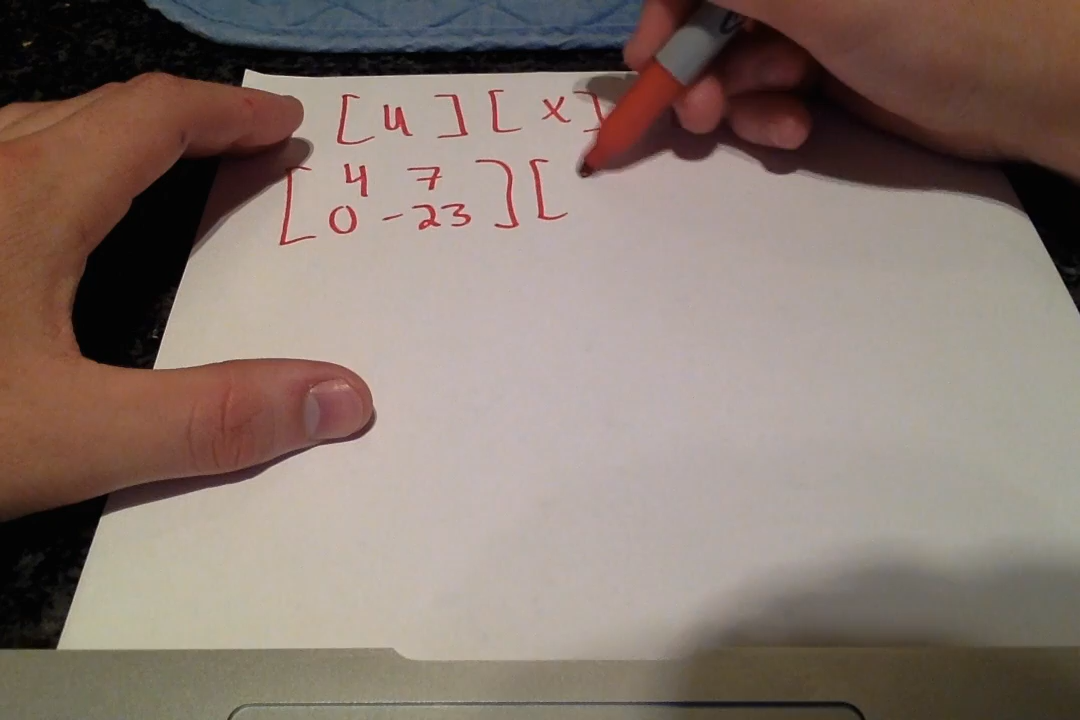 [ u ] [ x ]
[ 4 7 ] [
0 -23